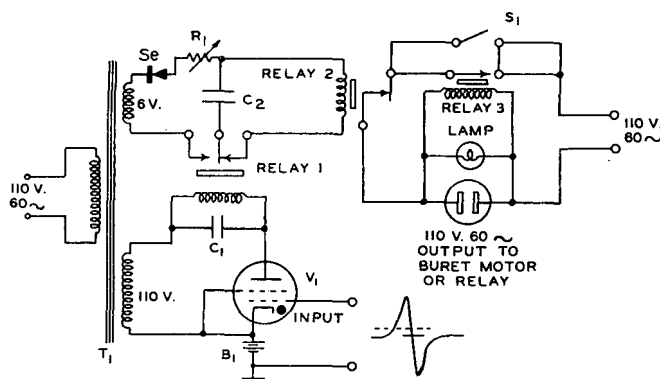 Se
R1
S1
RELAY 2
6 V.
C2
RELAY 3
LAMP
110 V.
60 ~
RELAY 1
110 V.
60 ~
C1
110 V. 60 ~
OUTPUT TO
BURET MOTOR
OR RELAY
V1
110 V.
INPUT
B1
T1